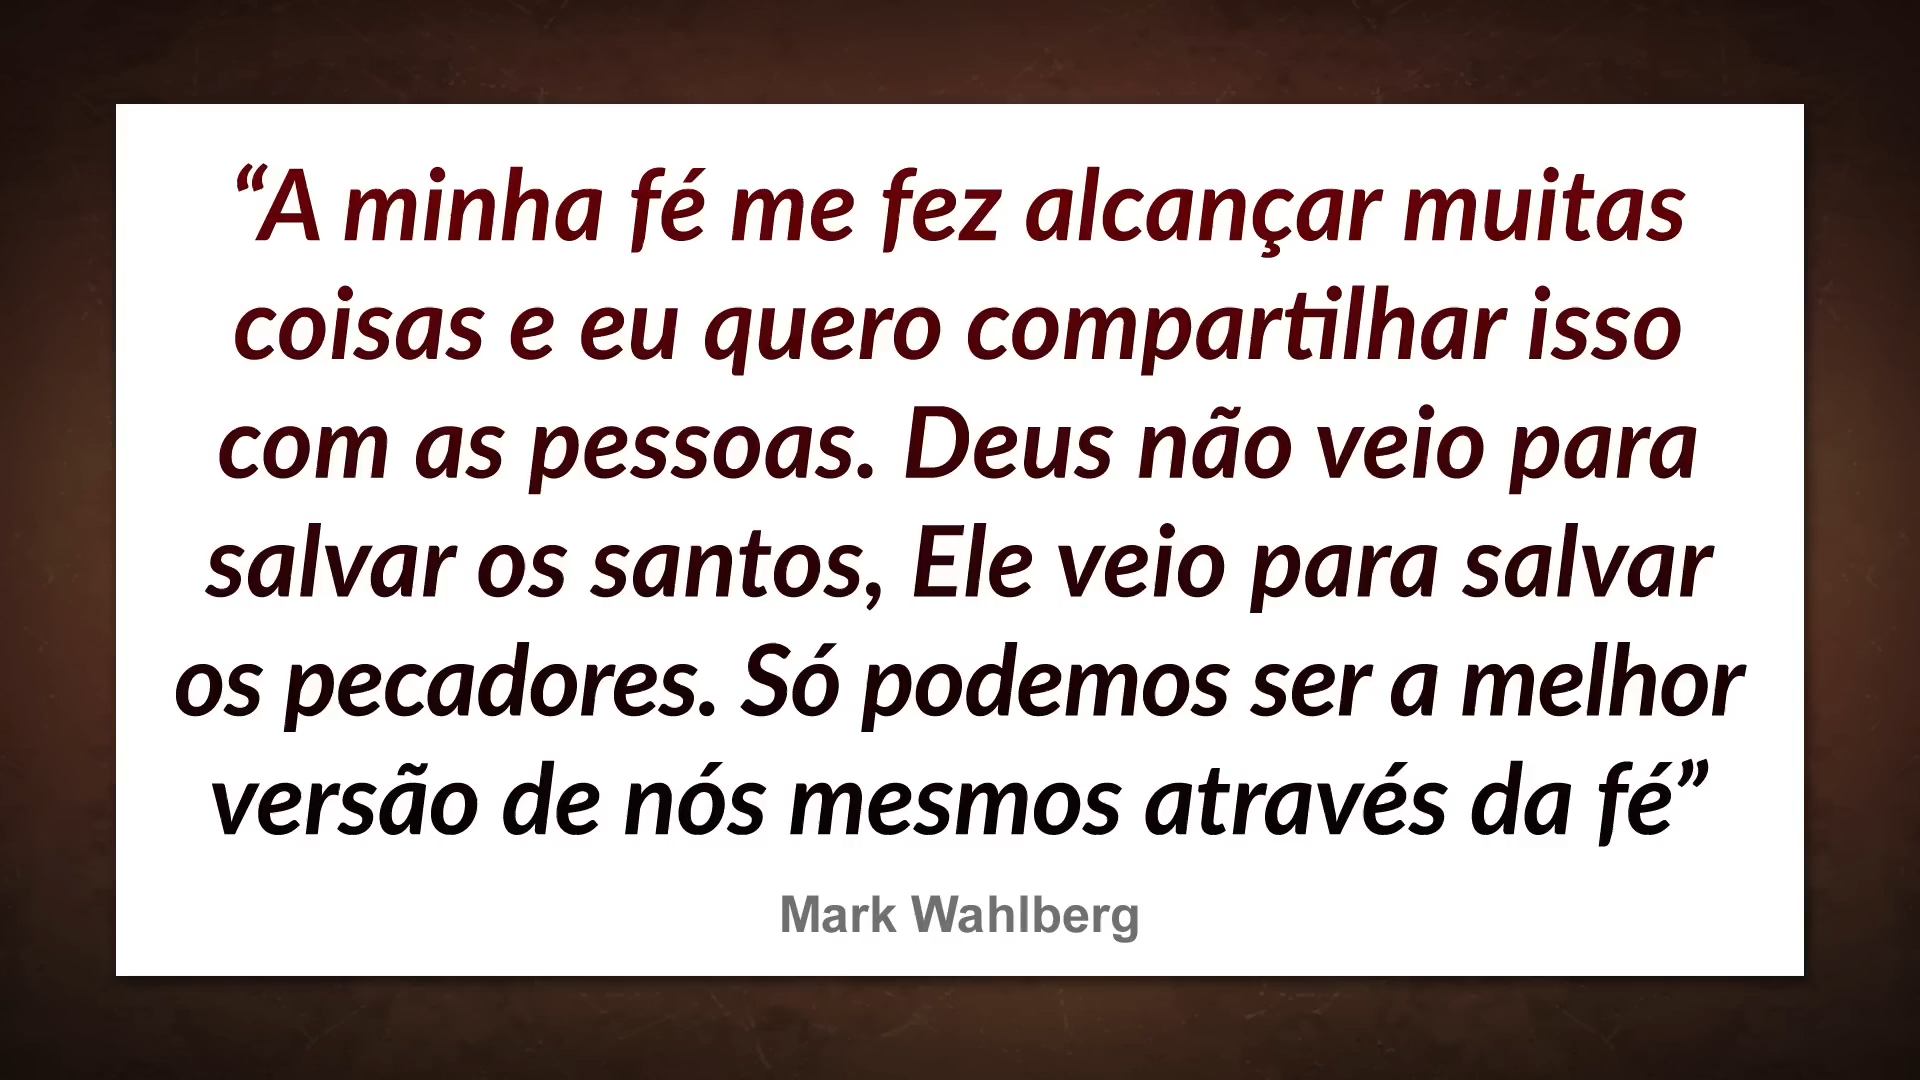 “A minha fé me fez alcançar muitas
coisas e eu quero compartilhar isso
com as pessoas. Deus não veio para
salvar os santos, Ele veio para salvar
os pecadores. Só podemos ser a melhor
versão de nós mesmos através da fé”
Mark Wahlberg